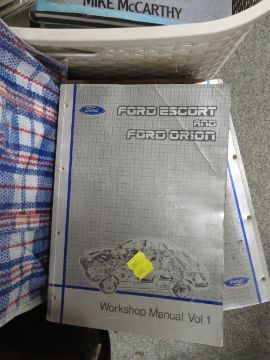 MIKE McCARTHY
Ford
FORD ESCORT
AND
FORD ORION
Workshop Manual Vol 1
Ford